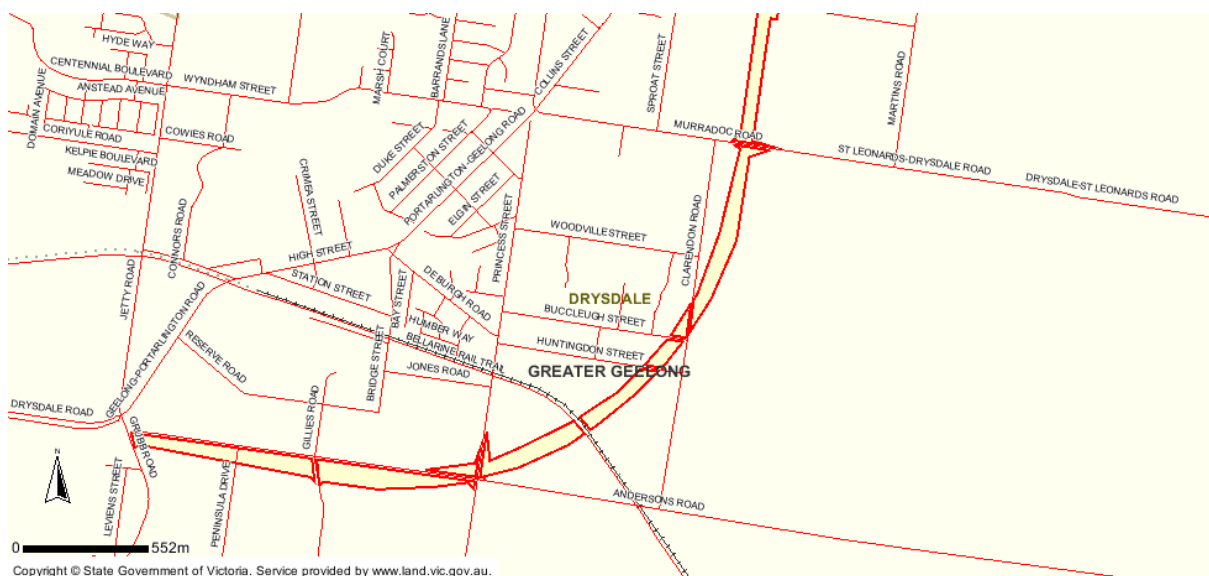 HYDE WAY
CENTENNIAL BOULEVARD
WYNDHAM STREET
ANSTEAD AVENUE
DOMAIN AVENUE
CORIYULE ROAD
COWIES ROAD
KELPIE BOULEVARD
MEADOW DRIVE
MARSH COURT
BARRANDS LANE
COLLINS STREET
SPROAT STREET
MARTINS ROAD
MURRADOC ROAD
ST LEONARDS-DRYSDALE ROAD
DRYSDALE-ST LEONARDS ROAD
DUKE STREET
PALMERSTON STREET
PORTARLINGTON-GEELONG ROAD
ELGIN STREET
CRIMEA STREET
CONNORS ROAD
HIGH STREET
STATION STREET
PRINCESS STREET
WOODVILLE STREET
CLARENDON ROAD
DE BURGH ROAD
BAY STREET
JETTY ROAD
DRYSDALE
BUCCLEUGH STREET
HUMBER WAY
BELLARINE RAIL TRAIL
HUNTINGDON STREET
GREATER GEELONG
GEELONG-PORTARLINGTON ROAD
RESERVE ROAD
BRIDGE STREET
JONES ROAD
DRYSDALE ROAD
GRUBB ROAD
GILLIES ROAD
LEVIENS STREET
PENINSULA DRIVE
ANDERSONS ROAD
N
0 552m
Copyright © State Government of Victoria. Service provided by www.land.vic.gov.au.